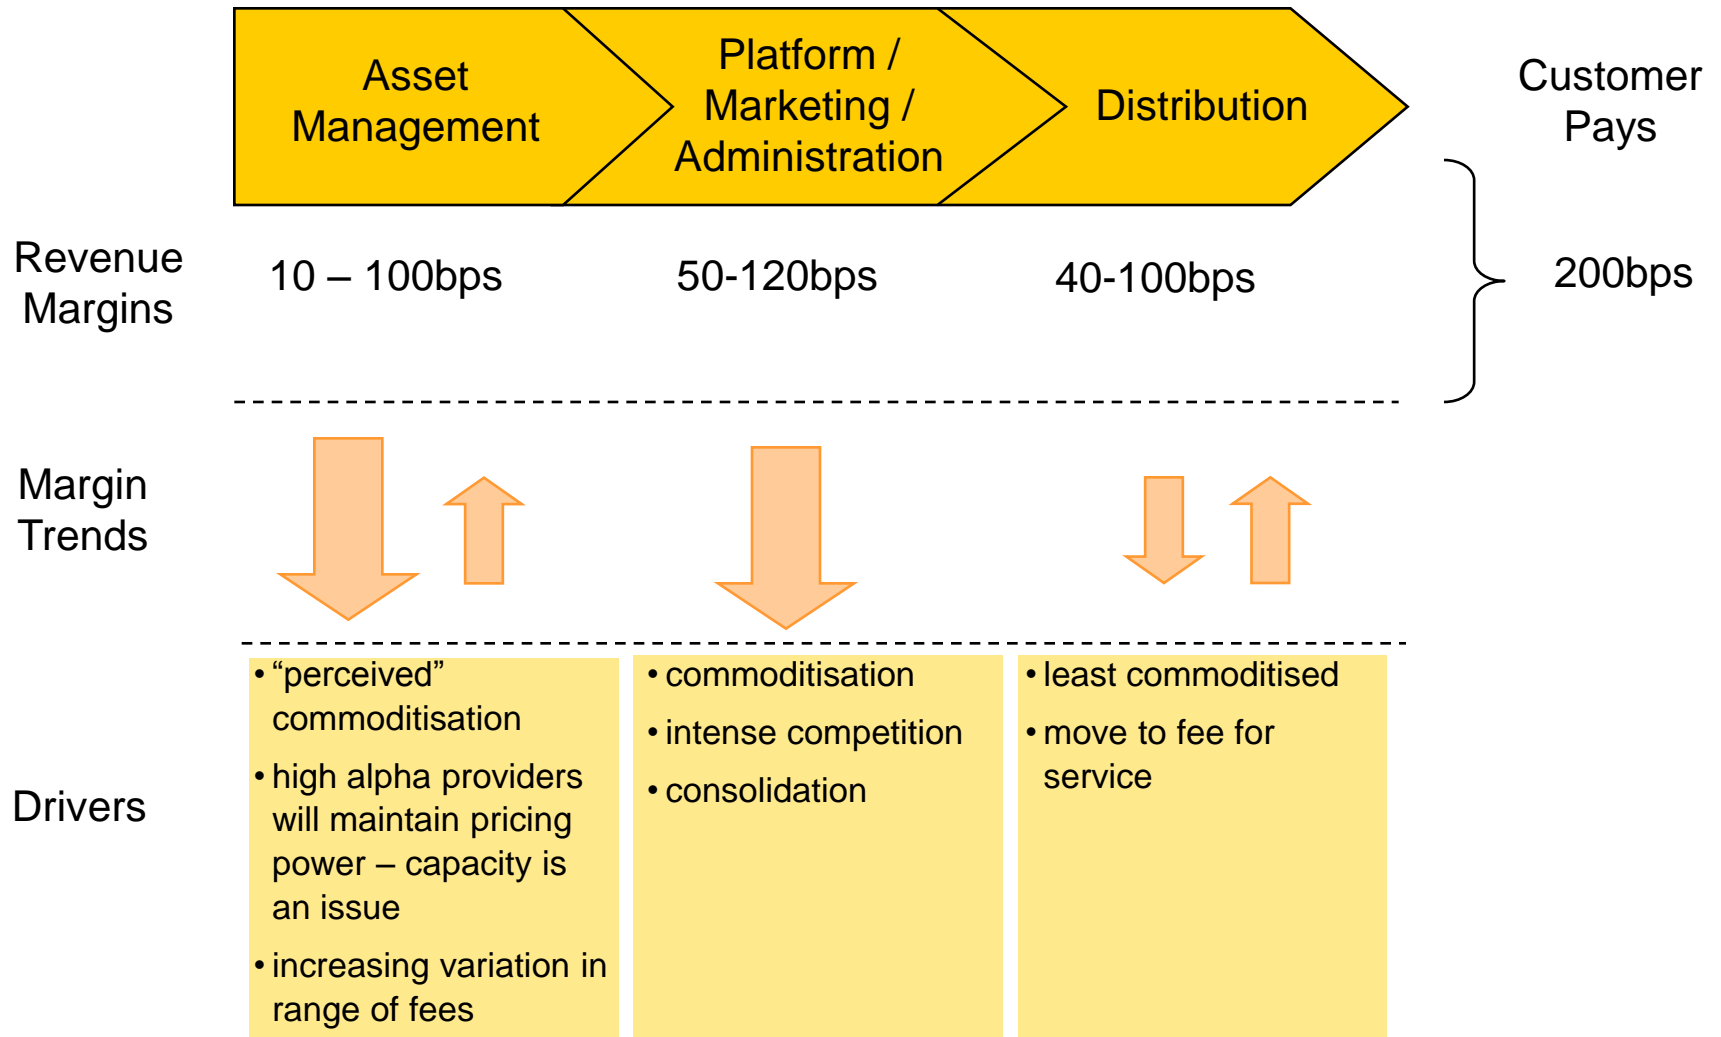 Asset
Management
Platform /
Marketing /
Administration
Distribution
Customer
Pays
Revenue
Margins
10 – 100bps
50-120bps
40-100bps
200bps
Margin
Trends
Drivers
• “perceived”
commoditisation
• high alpha providers
will maintain pricing
power – capacity is
an issue
• increasing variation in
range of fees
• commoditisation
• intense competition
• consolidation
• least commoditised
• move to fee for
service